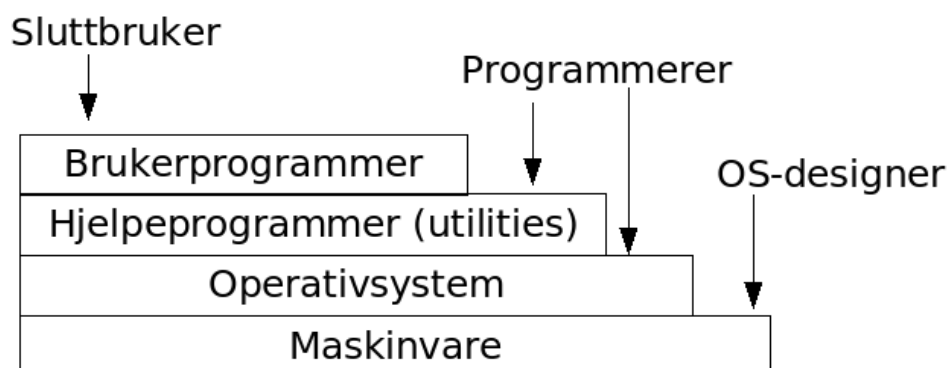 Sluttbruker
Programmerer
Brukerprogrammer
OS-designer
Hjelpeprogrammer (utilities)
Operativsystem
Maskinvare